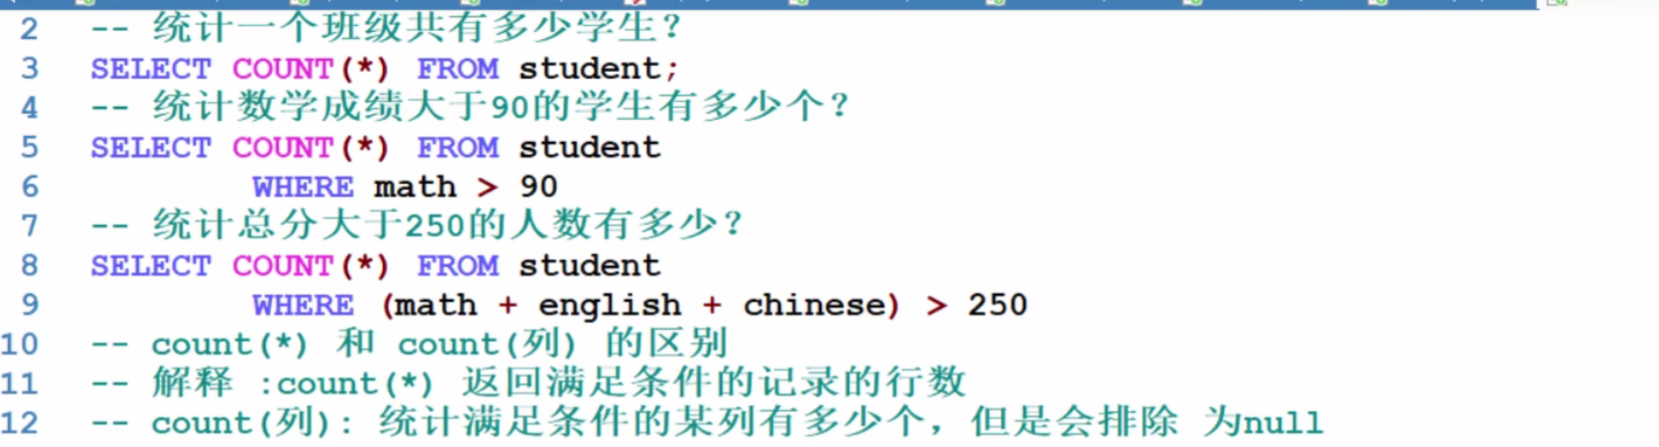 2 -- 统计一个班级共有多少学生?
3 SELECT COUNT(*) FROM student;
4 -- 统计数学成绩大于90的学生有多少个?
5 SELECT COUNT(*) FROM student
6 WHERE math > 90
7 -- 统计总分大于250的人数有多少?
8 SELECT COUNT(*) FROM student
9 WHERE (math + english + chinese) > 250
10 -- count(*) 和 count(列) 的区别
11 -- 解释 :count(*) 返回满足条件的记录的行数
12 -- count(列): 统计满足条件的某列有多少个，但是会排除 为null